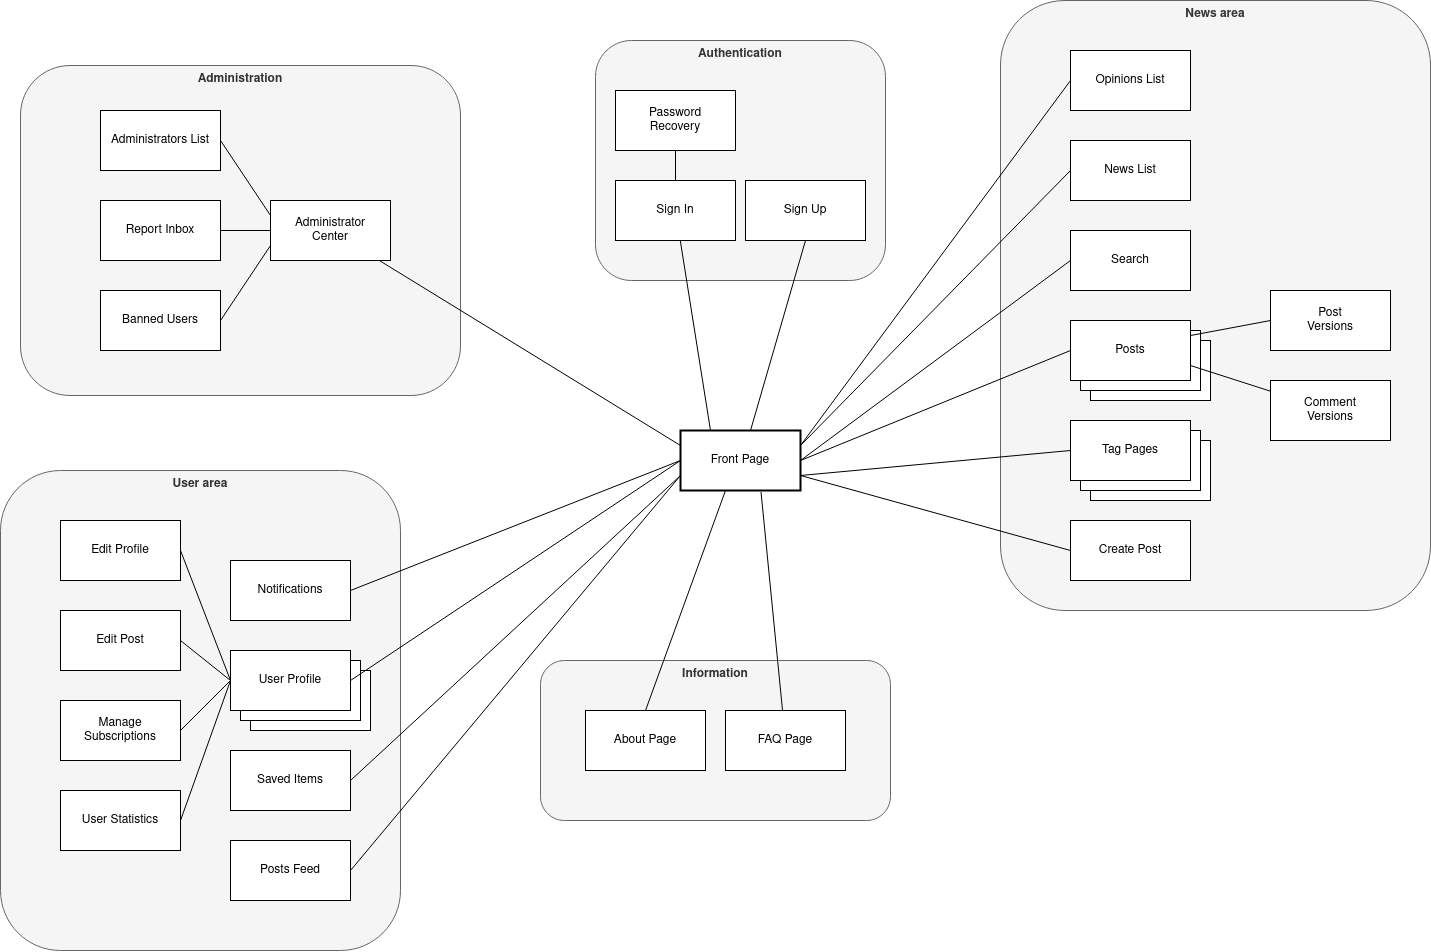 News area
Authentication
Administration
Opinions List
Password
Recovery
Administrators List
News List
Sign In
Sign Up
Report Inbox
Administrator
Center
Search
Banned Users
Posts
Post
Versions
Comment
Versions
Front Page
Tag Pages
User area
Edit Profile
Create Post
Notifications
Edit Post
User Profile
Information
Manage
Subscriptions
About Page
FAQ Page
Saved Items
User Statistics
Posts Feed